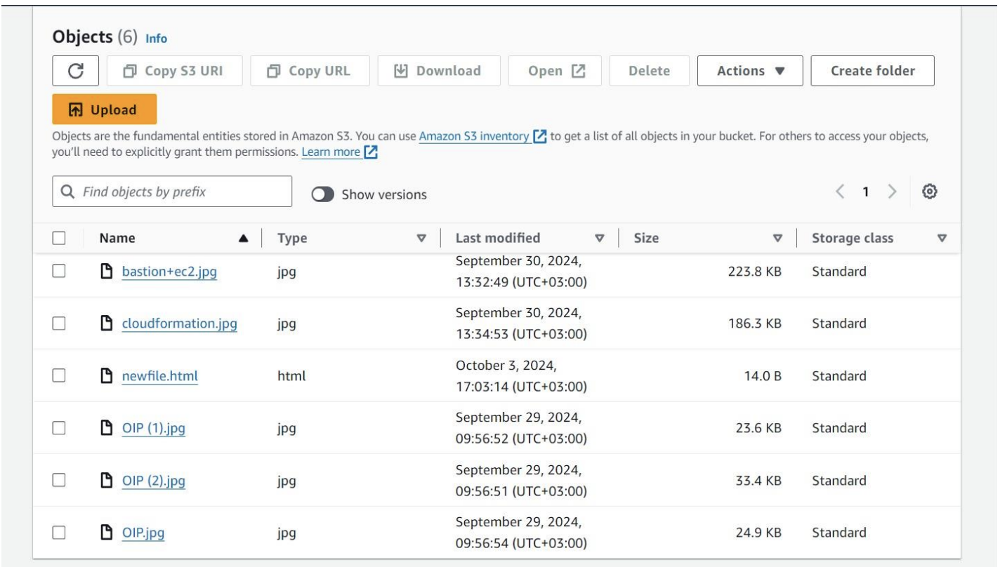 Objects (6) Info
Copy S3 URI Copy URL Download Open Delete Actions Create folder
Upload
Objects are the fundamental entities stored in Amazon S3. You can use Amazon S3 inventory to get a list of all objects in your bucket. For others to access your objects,
you'll need to explicitly grant them permissions. Learn more
Find objects by prefix Show versions 1
Name Type Last modified Size Storage class
bastion+ec2.jpg jpg September 30, 2024, 223.8 KB Standard
13:32:49 (UTC+03:00)
cloudformation.jpg jpg September 30, 2024, 186.3 KB Standard
13:34:53 (UTC+03:00)
newfile.html html October 3, 2024, 14.0 B Standard
17:03:14 (UTC+03:00)
OIP (1).jpg jpg September 29, 2024, 23.6 KB Standard
09:56:52 (UTC+03:00)
OIP (2).jpg jpg September 29, 2024, 33.4 KB Standard
09:56:51 (UTC+03:00)
OIP.jpg jpg September 29, 2024, 24.9 KB Standard
09:56:54 (UTC+03:00)